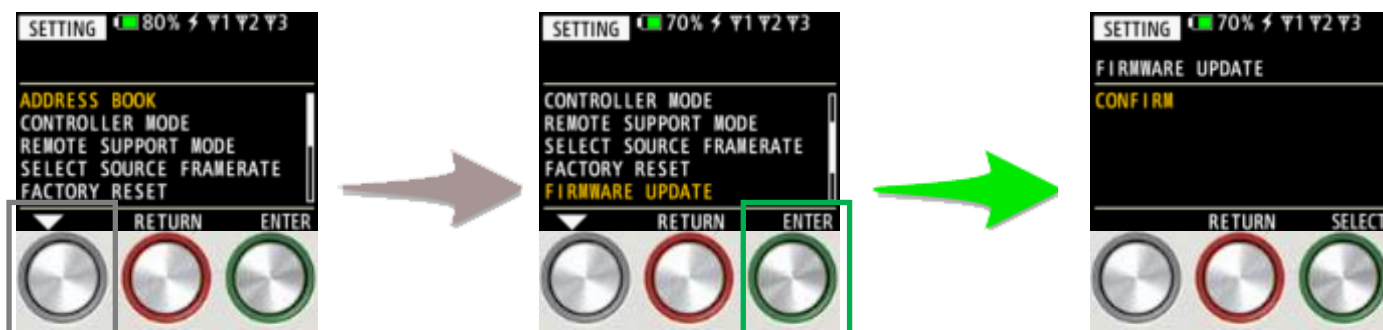 SETTING 80% 1 2 3
ADDRESS BOOK
CONTROLLER MODE
REMOTE SUPPORT MODE
SELECT SOURCE FRAMERATE
FACTORY RESET
RETURN ENTER
SETTING 70% 1 2 3
CONTROLLER MODE
REMOTE SUPPORT MODE
SELECT SOURCE FRAMERATE
FACTORY RESET
FIRMWARE UPDATE
RETURN ENTER
SETTING 70% 1 2 3
FIRMWARE UPDATE
CONFIRM
RETURN SELECT